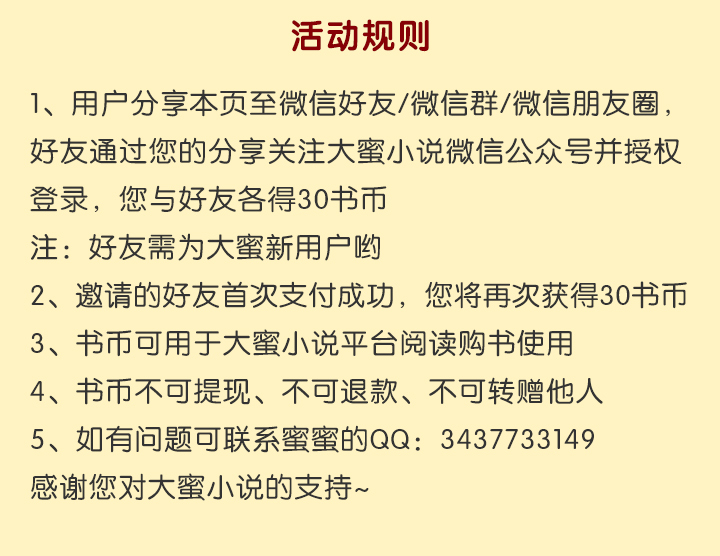 活动规则
1、用户分享本页至微信好友/微信群/微信朋友圈，
好友通过您的分享关注大蜜小说微信公众号并授权
登录，您与好友各得30书币
注：好友需为大蜜新用户哟
2、邀请的好友首次支付成功，您将再次获得30书币
3、书币可用于大蜜小说平台阅读购书使用
4、书币不可提现、不可退款、不可转赠他人
5、如有问题可联系蜜蜜的QQ：3437733149
感谢您对大蜜小说的支持~